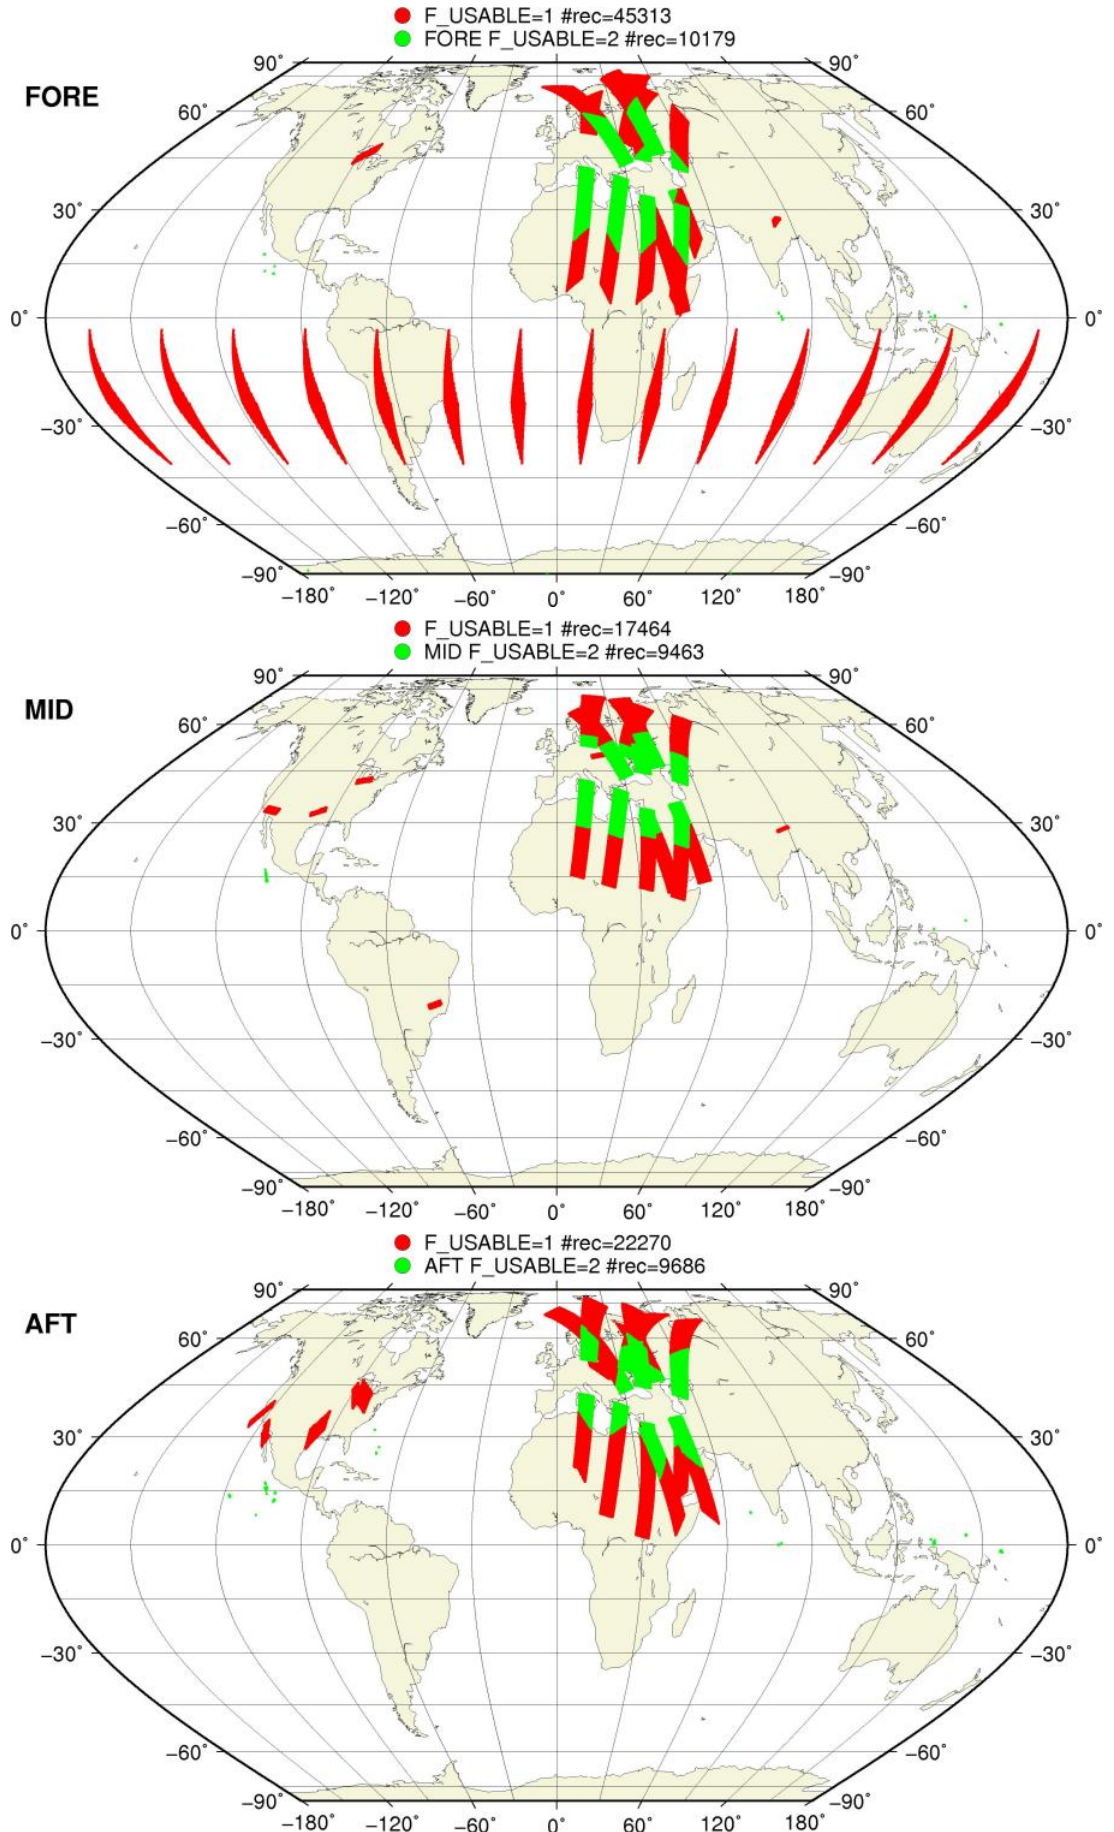 F_USABLE=1 #rec=45313
FORE F_USABLE=2 #rec=10179
90° 90°
FORE
60° 60°
30° 30°
0° 0°
−30° −30°
−60° −60°
−90° −90°
−180° −120° −60° 0° 60° 120° 180°
F_USABLE=1 #rec=17464
MID F_USABLE=2 #rec=9463
90° 90°
MID
60° 60°
30° 30°
0° 0°
−30° −30°
−60° −60°
−90° −90°
−180° −120° −60° 0° 60° 120° 180°
F_USABLE=1 #rec=22270
AFT F_USABLE=2 #rec=9686
90° 90°
AFT
60° 60°
30° 30°
0° 0°
−30° −30°
−60° −60°
−90° −90°
−180° −120° −60° 0° 60° 120° 180°